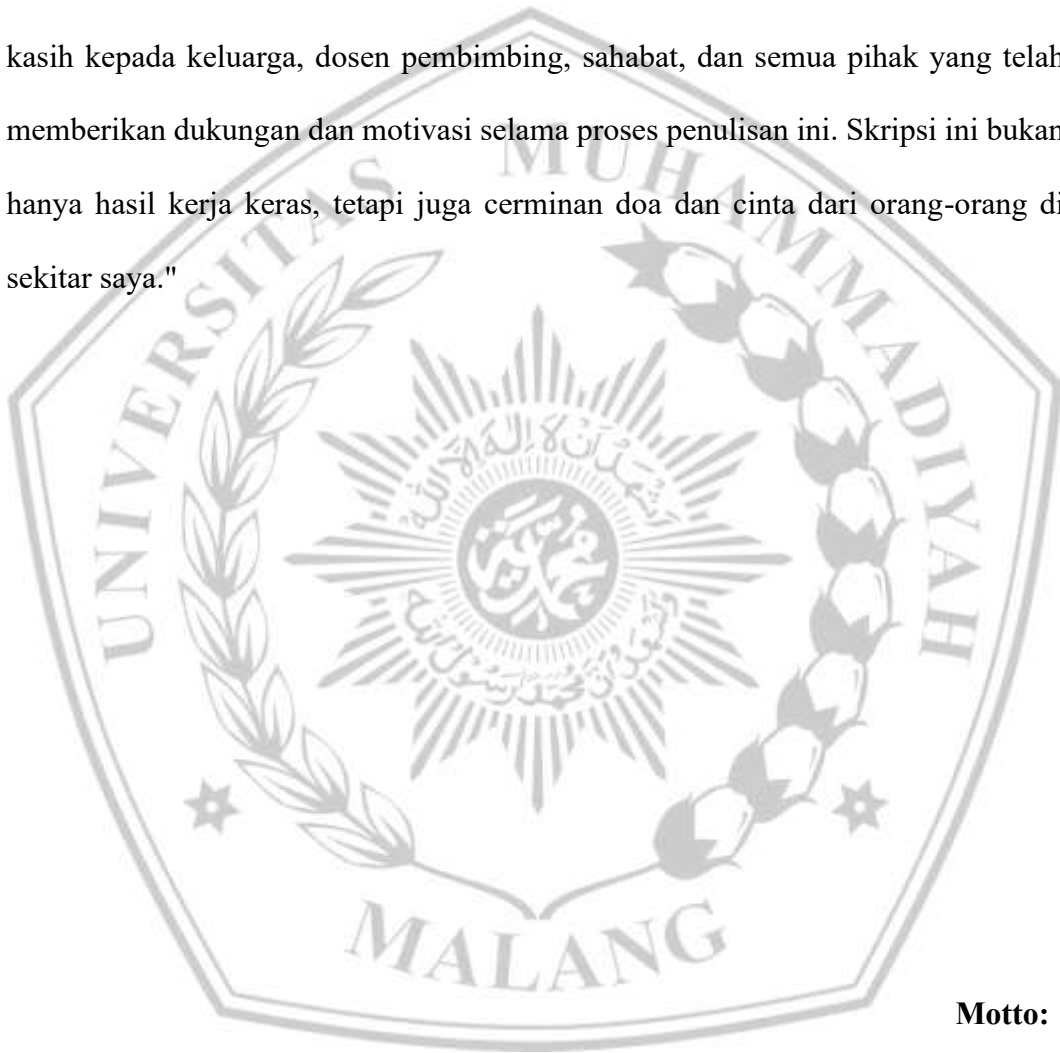 kasih kepada keluarga, dosen pembimbing, sahabat, dan semua pihak yang telah
memberikan dukungan dan motivasi selama proses penulisan ini. Skripsi ini bukan
hanya hasil kerja keras, tetapi juga cerminan doa dan cinta dari orang-orang di
sekitar saya."
UNIVERSITAS MUHAMMADIYAH
MALANG
Motto: